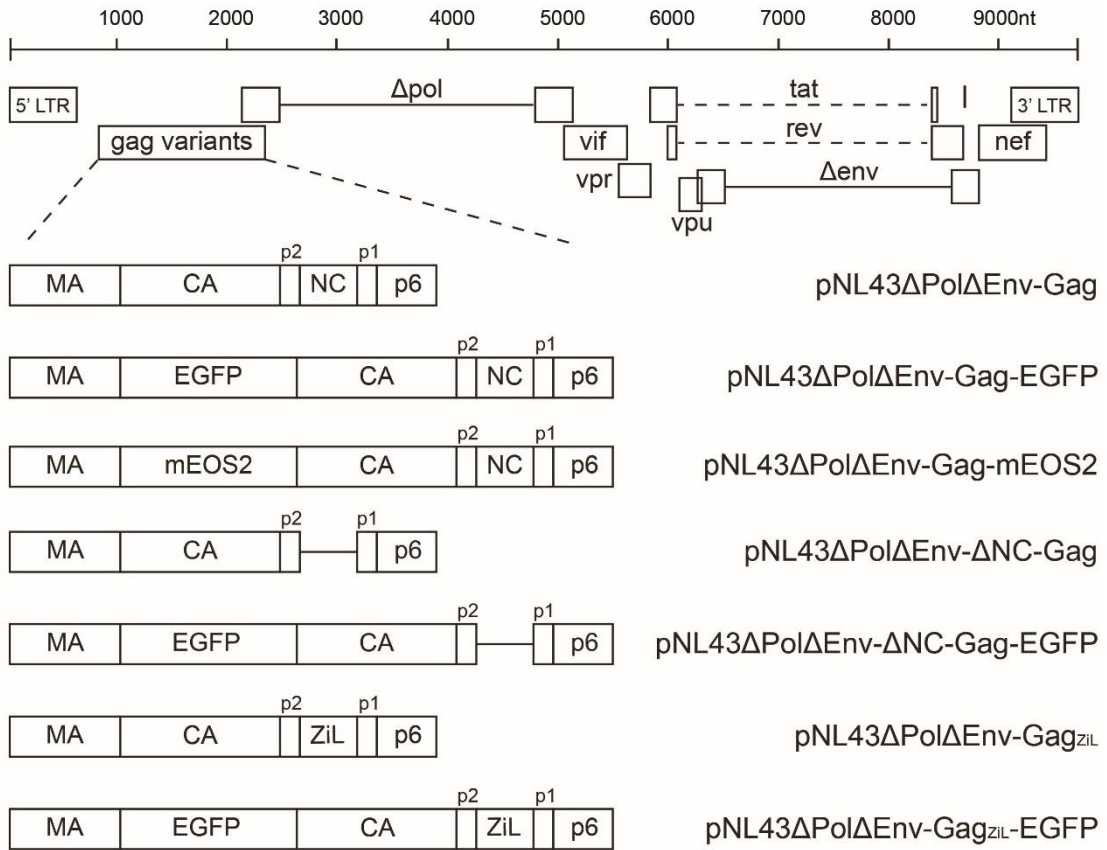 1000 2000 3000 4000 5000 6000 7000 8000 9000nt
5' LTR Δpol tat 3' LTR
gag variants vif rev nef
vpr Δenv
vpu
p2 p1
MA CA NC p6 pNL43ΔPolΔEnv-Gag
p2 p1
MA EGFP CA NC p6 pNL43ΔPolΔEnv-Gag-EGFP
p2 p1
MA mEOS2 CA NC p6 pNL43ΔPolΔEnv-Gag-mEOS2
p2 p1
MA CA p6 pNL43ΔPolΔEnv-ΔNC-Gag
p2 p1
MA EGFP CA p6 pNL43ΔPolΔEnv-ΔNC-Gag-EGFP
p2 p1
MA CA ZiL p6 pNL43ΔPolΔEnv-GagZiL
p2 p1
MA EGFP CA ZiL p6 pNL43ΔPolΔEnv-GagZiL-EGFP